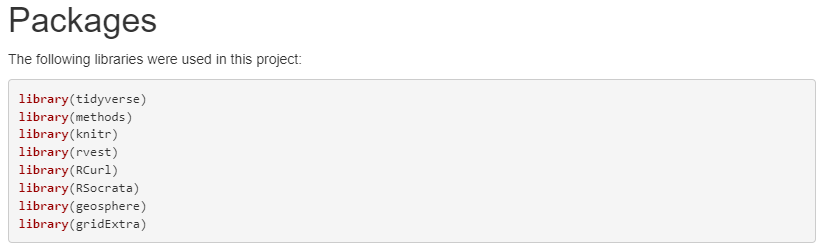 Packages
The following libraries were used in this project:
library(tidyverse)
library(methods)
library(knitr)
library(rvest)
library(RCurl)
library(RSocrata)
library(geosphere)
library(gridExtra)